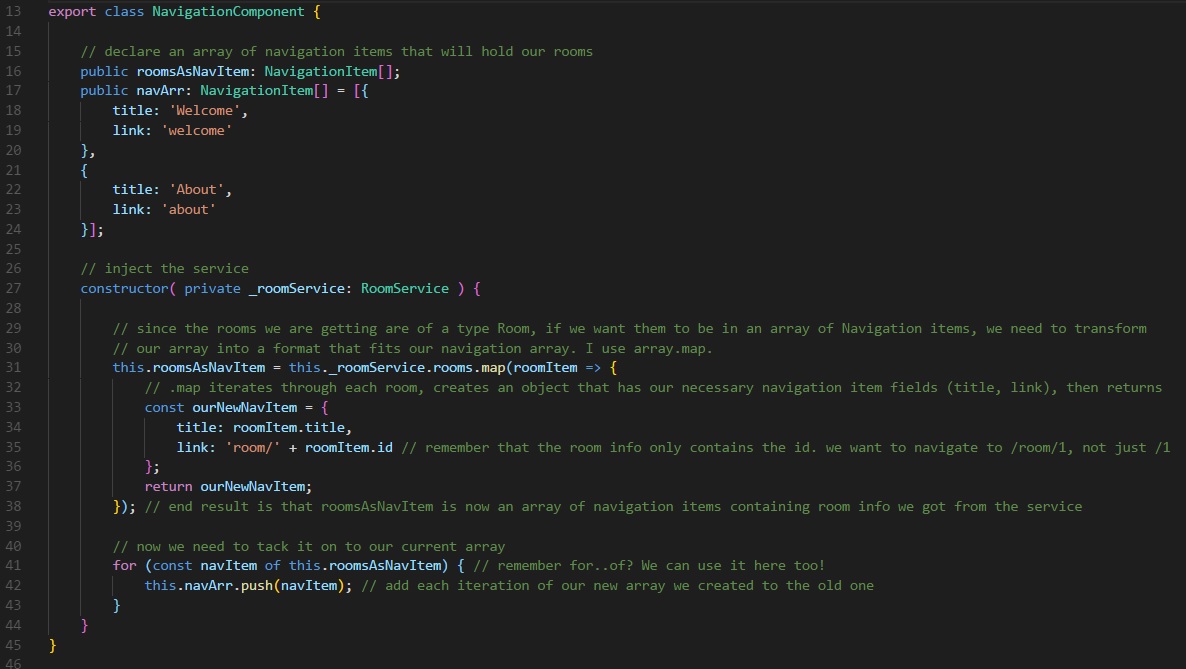 13 export class NavigationComponent {
14
15 // declare an array of navigation items that will hold our rooms
16 public roomsAsNavItem: NavigationItem[];
17 public navArr: NavigationItem[] = [{
18 title: 'Welcome',
19 link: 'welcome'
20 },
21 {
22 title: 'About',
23 link: 'about'
24 }];
25
26 // inject the service
27 constructor( private _roomService: RoomService ) {
28
29 // since the rooms we are getting are of a type Room, if we want them to be in an array of Navigation items, we need to transform
30 // our array into a format that fits our navigation array. I use array.map.
31 this.roomsAsNavItem = this._roomService.rooms.map(roomItem => {
32 // .map iterates through each room, creates an object that has our necessary navigation item fields (title, link), then returns
33 const ourNewNavItem = {
34 title: roomItem.title,
35 link: 'room/' + roomItem.id // remember that the room info only contains the id. we want to navigate to /room/1, not just /1
36 };
37 return ourNewNavItem;
38 }); // end result is that roomsAsNavItem is now an array of navigation items containing room info we got from the service
39
40 // now we need to tack it on to our current array
41 for (const navItem of this.roomsAsNavItem) { // remember for..of? We can use it here too!
42 this.navArr.push(navItem); // add each iteration of our new array we created to the old one
43 }
44 }
45 }
46